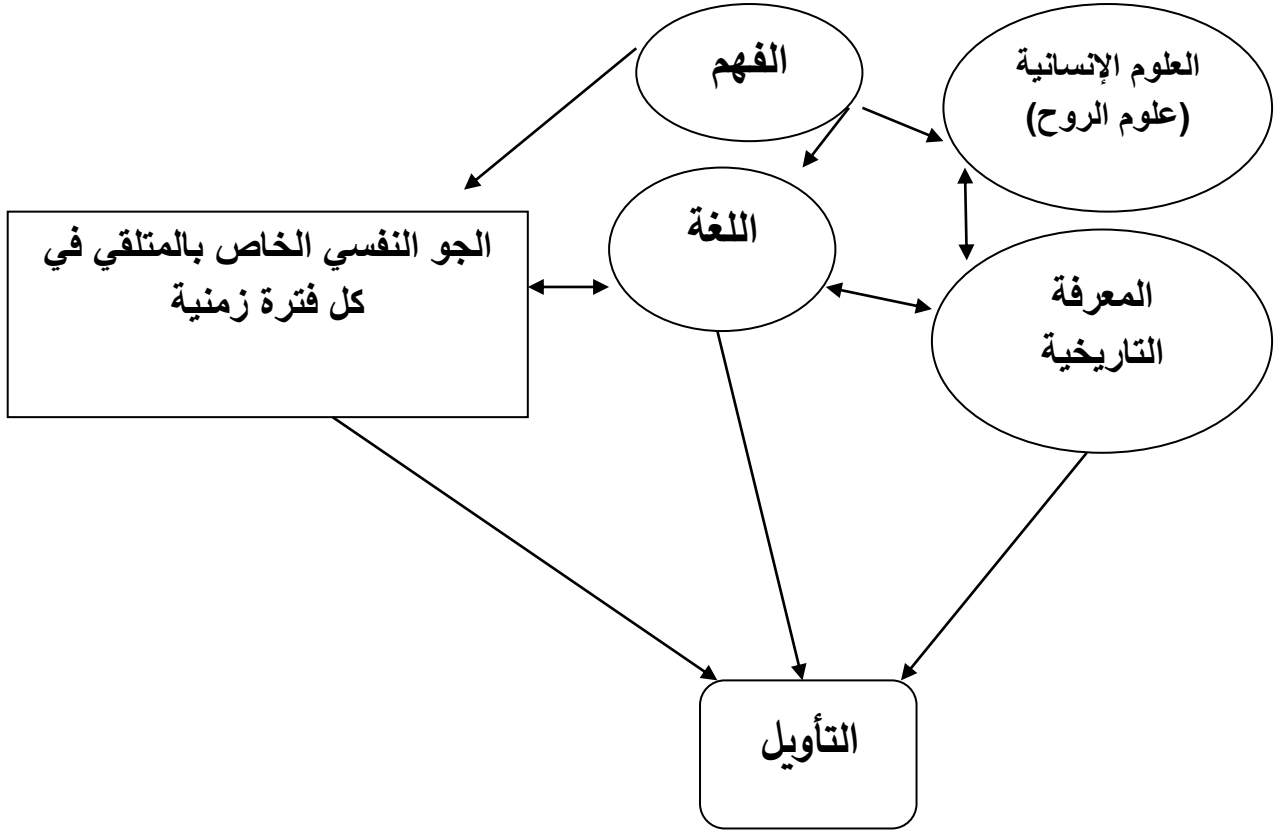 الفهم
العلوم الإنسانية
(علوم الروح)
اللغة
الجو النفسي الخاص بالمتلقي في
كل فترة زمنية
المعرفة
التاريخية
التأويل